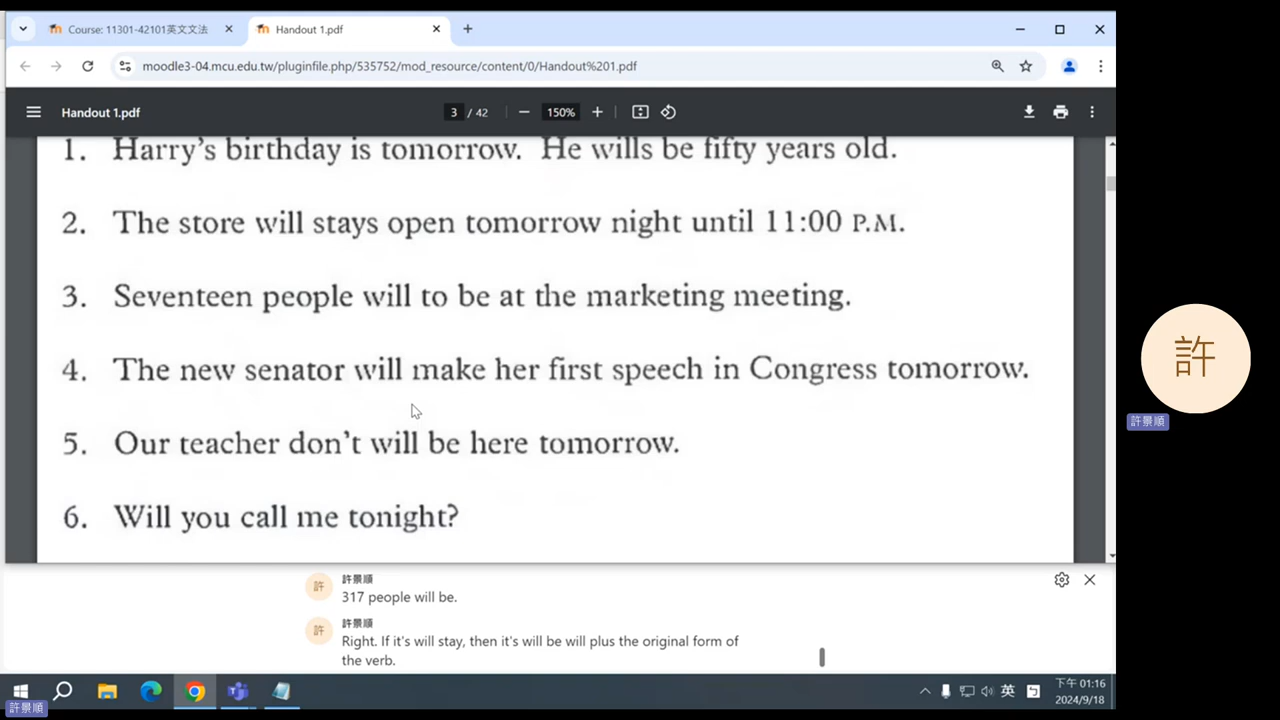 Course: 11301-42101英文文法
Handout 1.pdf
moodle3-04.mcu.edu.tw/pluginfile.php/535752/mod_resource/content/0/Handout%201.pdf
Handout 1.pdf
3 / 42
150%
1. Harry's birthday is tomorrow. He wills be fifty years old.
2. The store will stays open tomorrow night until 11:00 P.M.
3. Seventeen people will to be at the marketing meeting.
4. The new senator will make her first speech in Congress tomorrow.
5. Our teacher don't will be here tomorrow.
6. Will you call me tonight?
許
許景順
許
許景順
317 people will be.
許
許景順
Right. If it's will stay, then it's will be will plus the original form of
the verb.
英
下午 01:16
2024/9/18
許景順